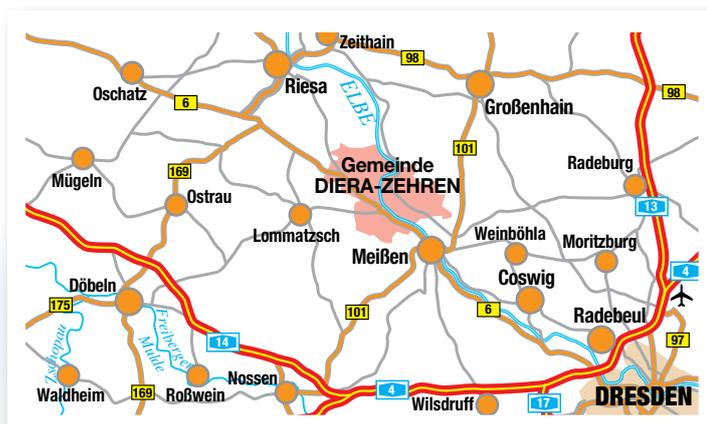 Zeithain
98
Oschatz
Riesa
ELBE
98
6
Großenhain
101
Gemeinde
DIERA-ZEHREN
Radeburg
Mügeln
169
Ostrau
13
Lommatzsch
Weinböhla
Moritzburg
Meißen
4
Coswig
Döbeln
175
101
6
Radebeul
Zschopau
Freiberger
Mulde
14
97
Waldheim
169
Roßwein
Nossen
4
Wilsdruff
17
DRESDEN